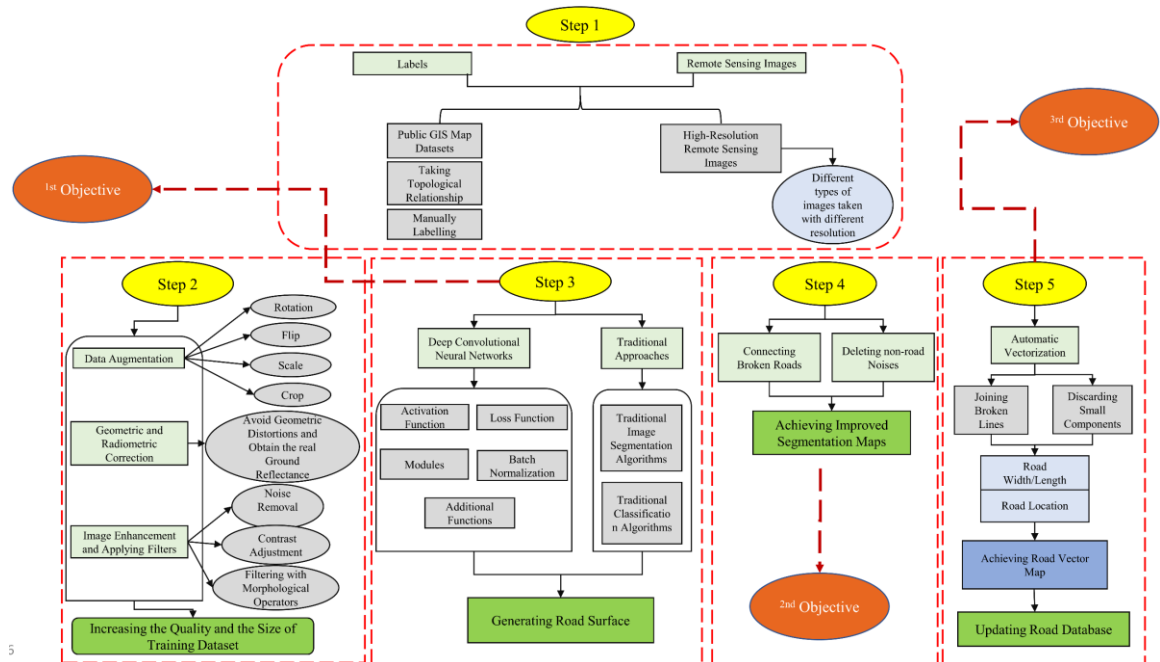 Step 1
Labels
Remote Sensing Images
Public GIS Map
Datasets
Taking
Topological
Relationship
Manually
Labelling
High-Resolution
Remote Sensing
Images
Different
types of
images taken
with different
resolution
1st Objective
3rd Objective
Step 2
Data Augmentation
Rotation
Flip
Scale
Crop
Geometric and
Radiometric
Correction
Avoid Geometric
Distortions and
Obtain the real
Ground
Reflectance
Image Enhancement
and Applying Filters
Noise
Removal
Contrast
Adjustment
Filtering with
Morphological
Operators
Increasing the Quality and the Size of
Training Dataset
Step 3
Deep Convolutional
Neural Networks
Traditional
Approaches
Activation
Function
Loss Function
Modules
Batch
Normalization
Additional
Functions
Traditional
Image
Segmentation
Algorithms
Traditional
Classificatio
n Algorithms
Generating Road Surface
Step 4
Connecting
Broken Roads
Deleting non-road
Noises
Achieving Improved
Segmentation Maps
2nd Objective
Step 5
Automatic
Vectorization
Joining
Broken
Lines
Discarding
Small
Components
Road
Width/Length
Road Location
Achieving Road Vector
Map
Updating Road Database